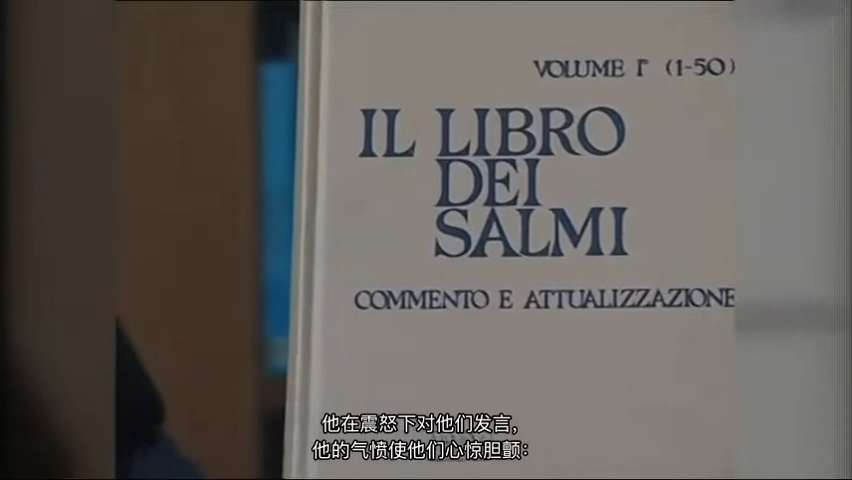 VOLUME I° (1-50)
IL LIBRO
DEI
SALMI
COMMENTO E ATTUALIZZAZIONE
他在震怒下对他们发言，
他的气愤使他们心惊胆颤：